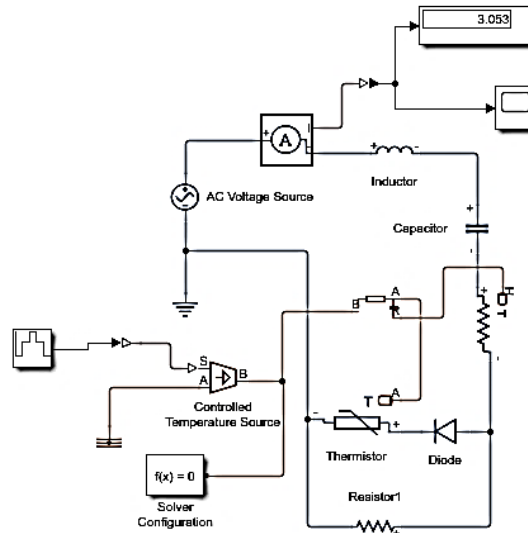 3.053
+
A
I
+
-
Inductor
AC Voltage Source
+
Capacitor
-
A
B
H
T
+
-
S
A
B
Controlled
Temperature Source
T
A
-
+
Thermistor
Diode
f(x) = 0
Solver
Configuration
Resistor1
+